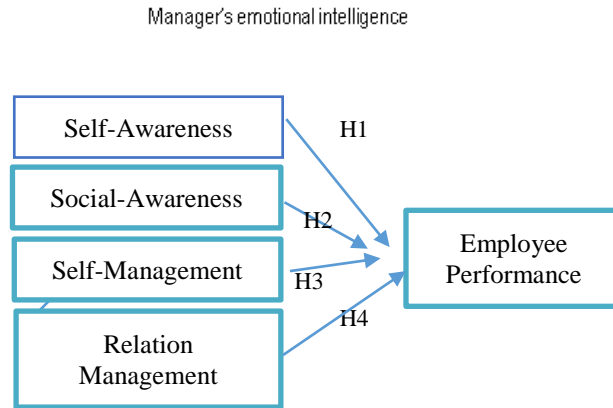 Manager's emotional intelligence
Self-Awareness
H1
Social-Awareness
H2
Self-Management
H3
Employee
Performance
H4
Relation
Management